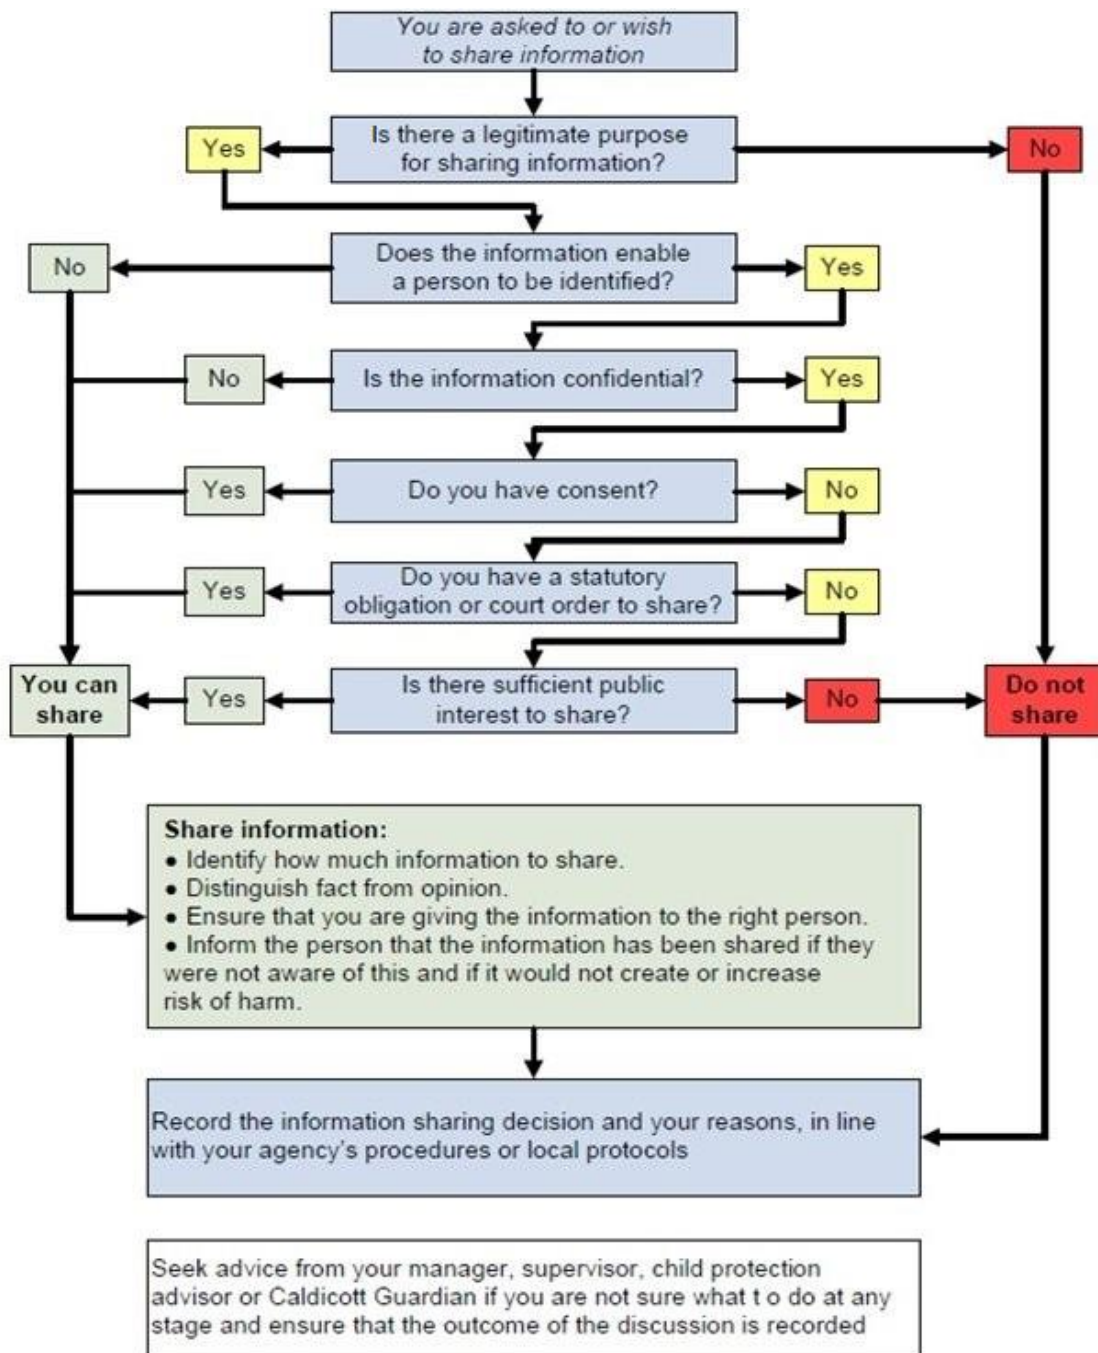 You are asked to or wish
to share information
Is there a legitimate purpose
for sharing information?
Yes
No
Does the information enable
a person to be identified?
No
Yes
Is the information confidential?
No
Yes
Do you have consent?
Yes
No
Do you have a statutory
obligation or court order to share?
Yes
No
You can
share
Yes
Is there sufficient public
interest to share?
No
Do not
share
Share information:
● Identify how much information to share.
● Distinguish fact from opinion.
● Ensure that you are giving the information to the right person.
● Inform the person that the information has been shared if they
were not aware of this and if it would not create or increase
risk of harm.
Record the information sharing decision and your reasons, in line
with your agency's procedures or local protocols
Seek advice from your manager, supervisor, child protection
advisor or Caldicott Guardian if you are not sure what t o do at any
stage and ensure that the outcome of the discussion is recorded